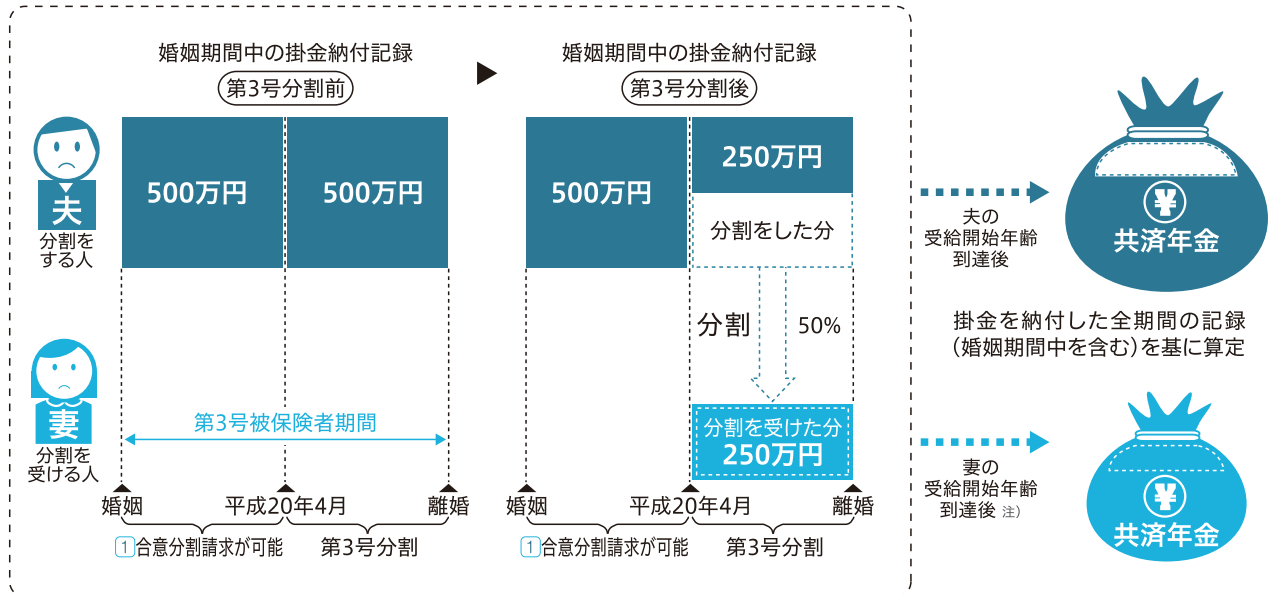 婚姻期間中の掛金納付記録
第3号分割前
婚姻期間中の掛金納付記録
第3号分割後
500万円
500万円
500万円
250万円
分割をした分
夫
分割を
する人
分割
50%
妻
分割を
受ける人
第3号被保険者期間
分割を受けた分
250万円
婚姻
平成20年4月
離婚
婚姻
平成20年4月
離婚
1合意分割請求が可能
第3号分割
1合意分割請求が可能
第3号分割
夫の
受給開始年齢
到達後
¥
共済年金
掛金を納付した全期間の記録
（婚姻期間中を含む）を基に算定
妻の
受給開始年齢
到達後 注）
¥
共済年金